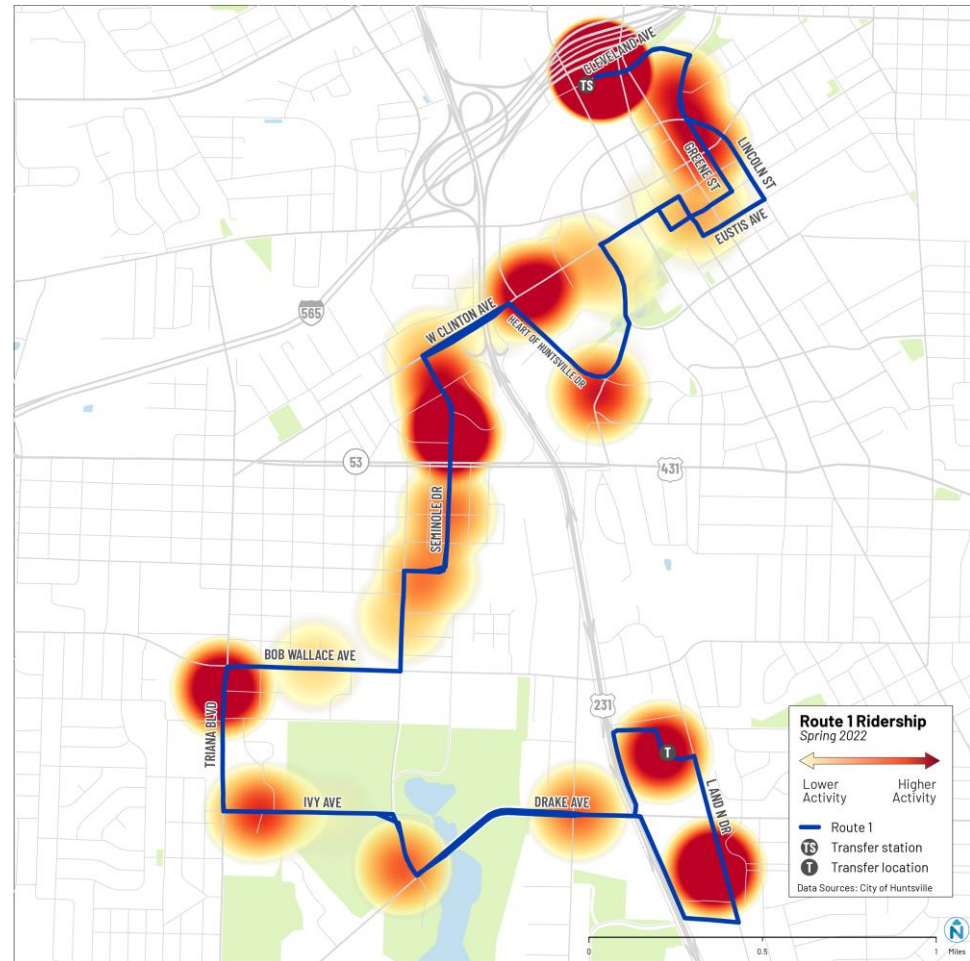 CLEVELAND AVE
TS
LINCOLN ST
GREENE ST
EUSTIS AVE
565
W CLINTON AVE
HEART OF HUNTSVILLE DR
53
431
SEMINOLE DR
BOB WALLACE AVE
231
TRIANA BLVD
T
L AND N DR
IVY AVE
DRAKE AVE
Route 1 Ridership
Spring 2022
Lower Activity
Higher Activity
Route 1
TS Transfer station
T Transfer location
Data Sources: City of Huntsville
N
0 0.5 1
Miles